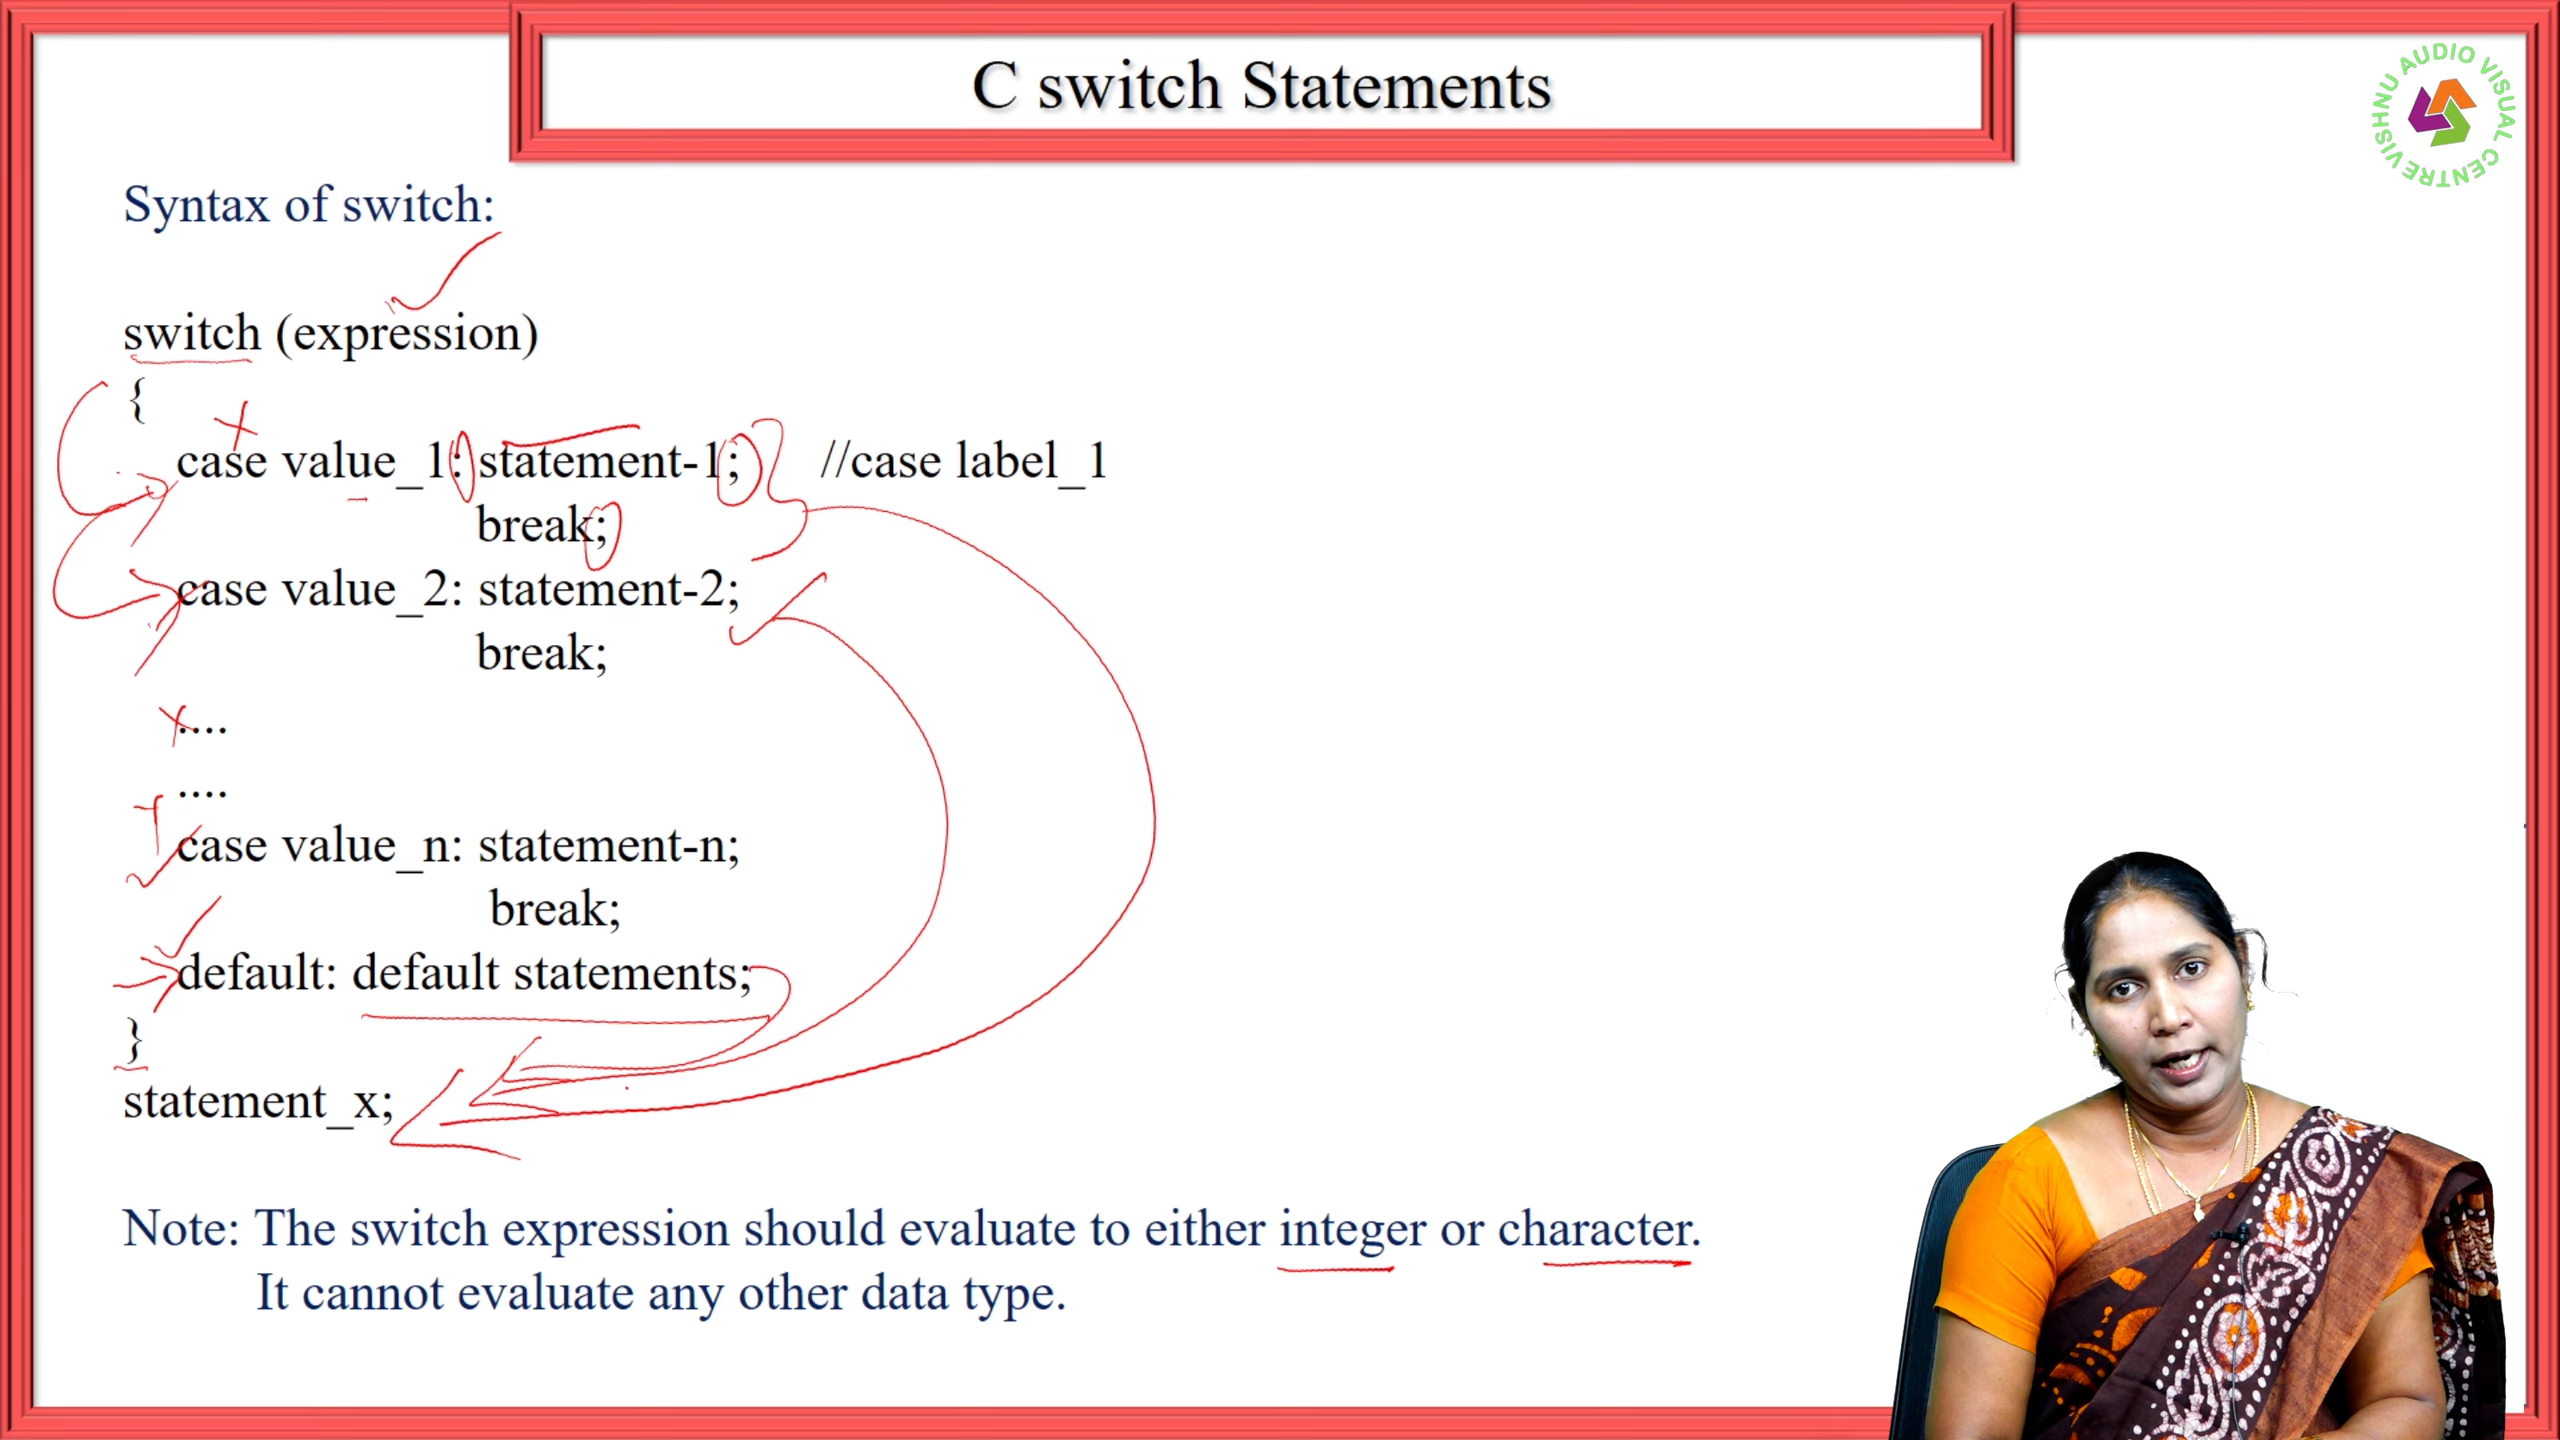 C switch Statements
VISHNU AUDIO VISUAL CENTRE
Syntax of switch:
switch (expression)
{
case value_1: statement-1; //case label_1
break;
case value_2: statement-2;
break;
....
....
case value_n: statement-n;
break;
default: default statements;
}
statement_x;
Note: The switch expression should evaluate to either integer or character.
It cannot evaluate any other data type.